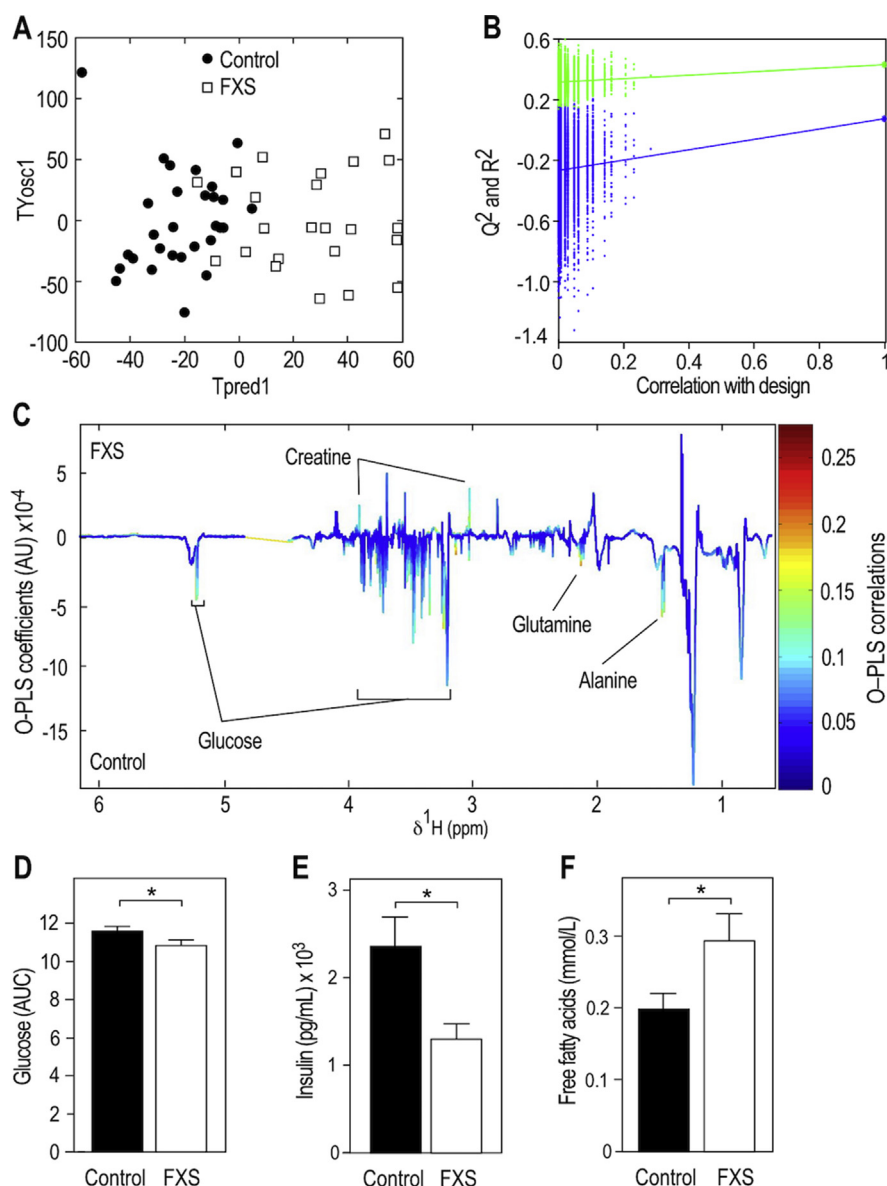 A
Control
FXS
150
100
50
0
-50
-100
TYosc1
-60
-40
-20
0
20
40
60
Tpred1
B
0.6
0.2
-0.2
-0.6
-1.0
-1.4
Q² and R²
0
0.2
0.4
0.6
0.8
1
Correlation with design
C
FXS
Creatine
5
0
-5
-10
-15
O-PLS coefficients (AU) x10⁻⁴
Glutamine
Alanine
Glucose
Control
6
5
4
3
2
1
δ¹H (ppm)
0.25
0.20
0.15
0.10
0.05
0
O–PLS correlations
D
*
12
10
8
6
4
2
0
Glucose (AUC)
Control FXS
E
*
3
2
1
0
Insulin (pg/mL) x 10³
Control FXS
F
*
0.3
0.2
0.1
0
Free fatty acids (mmol/L)
Control FXS